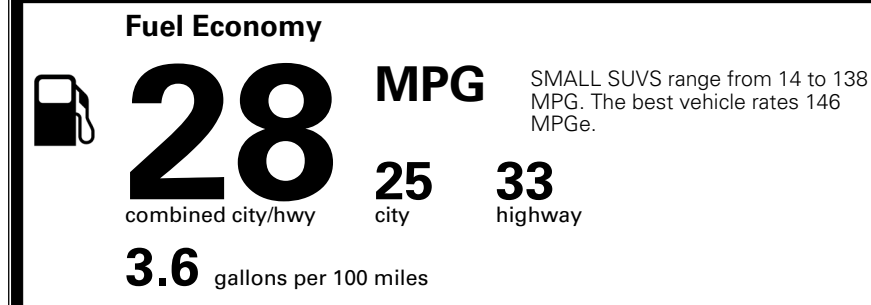 Fuel Economy
28 MPG
SMALL SUVS range from 14 to 138
MPG. The best vehicle rates 146
MPGe.
combined city/hwy
25
city
33
highway
3.6 gallons per 100 miles